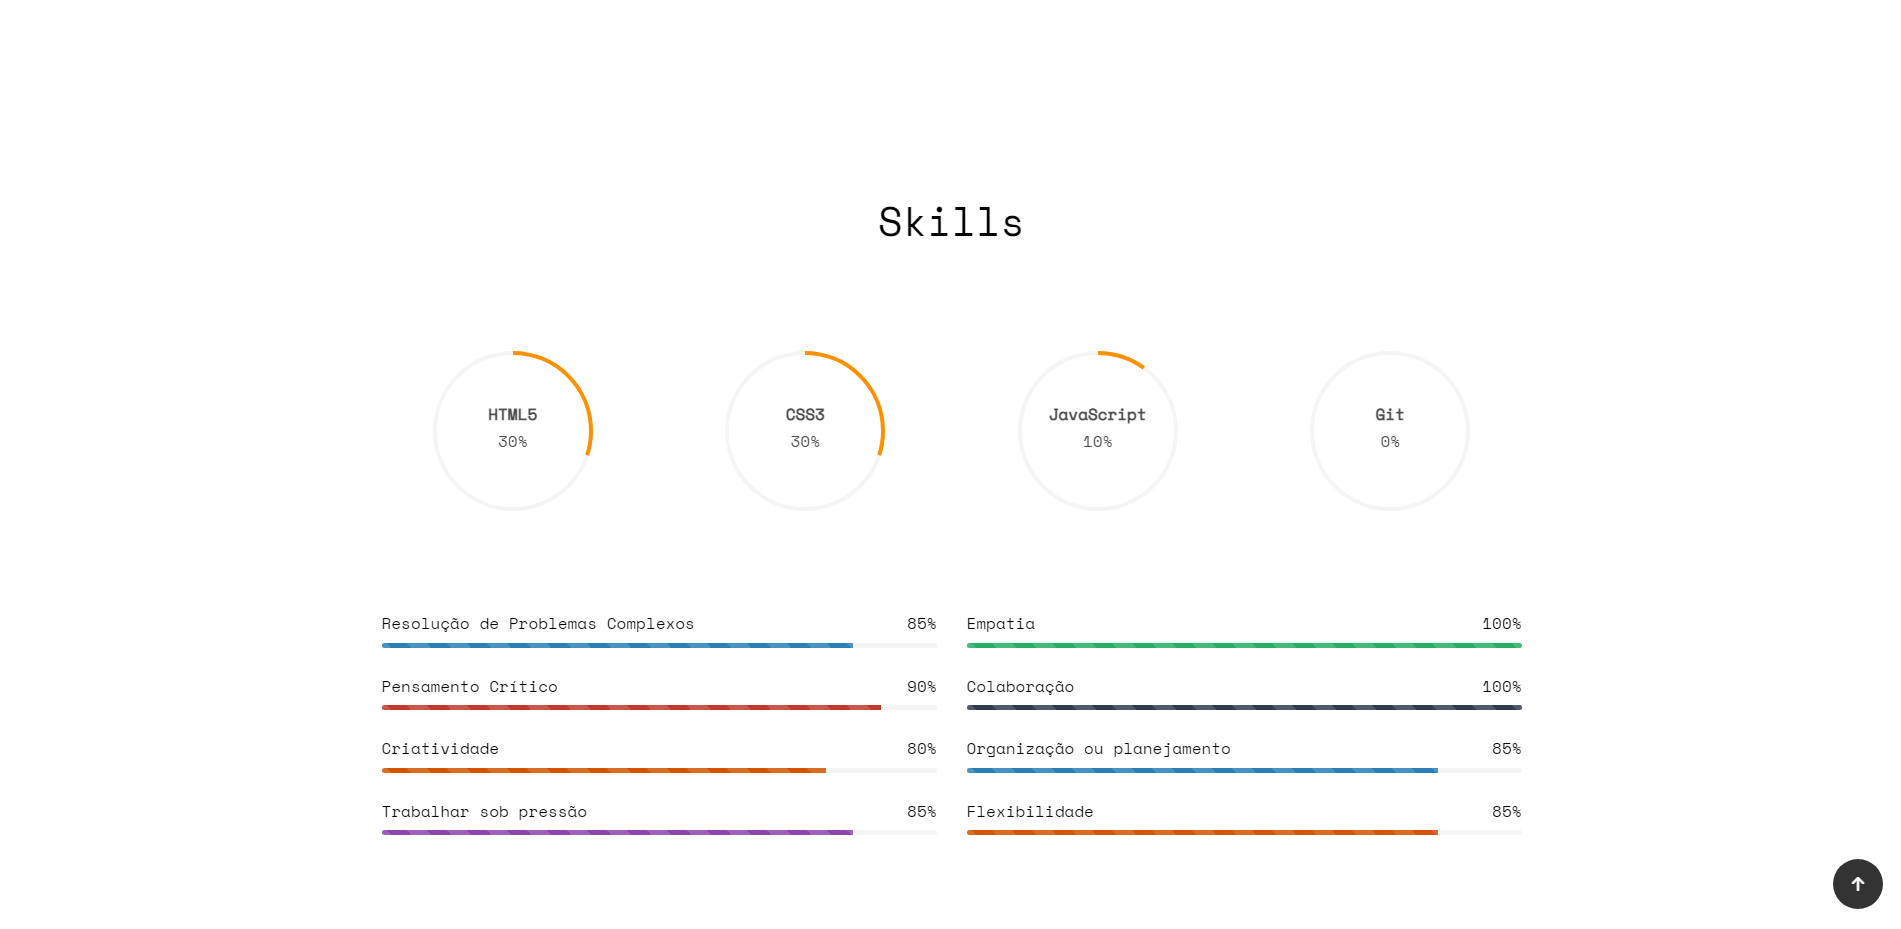 Skills
HTML5
30%
CSS3
30%
JavaScript
10%
Git
0%
Resolução de Problemas Complexos 85%
Pensamento Crítico 90%
Criatividade 80%
Trabalhar sob pressão 85%
Empatia 100%
Colaboração 100%
Organização ou planejamento 85%
Flexibilidade 85%